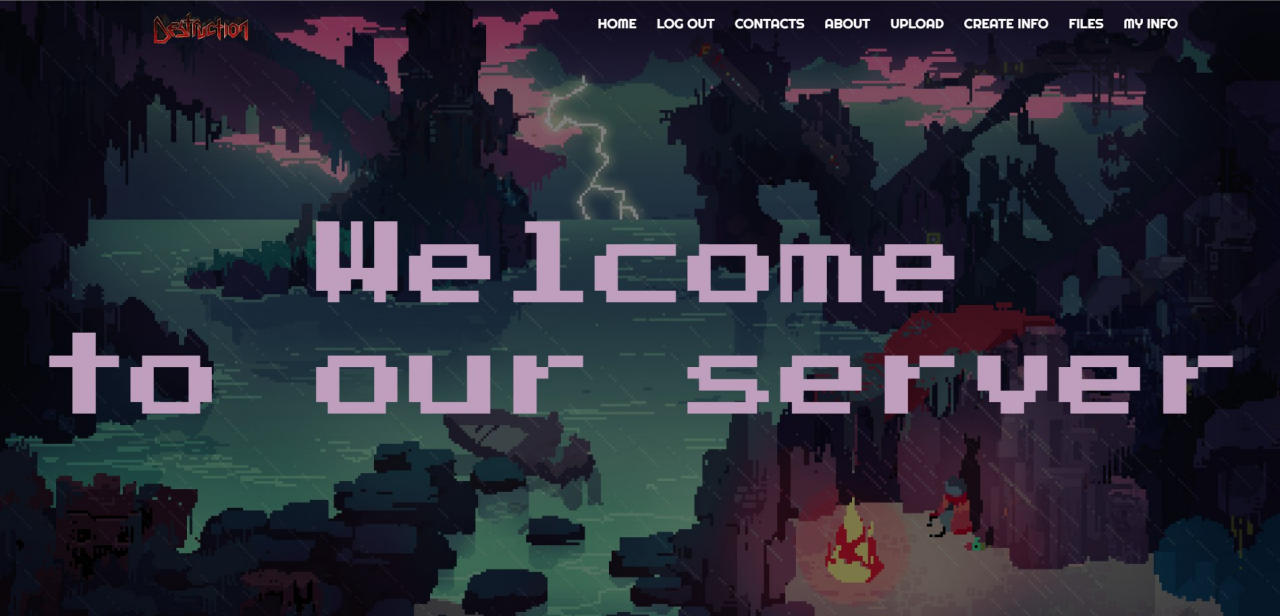 Destruction
HOME LOG OUT CONTACTS ABOUT UPLOAD CREATE INFO FILES MY INFO
Welcome
to our server